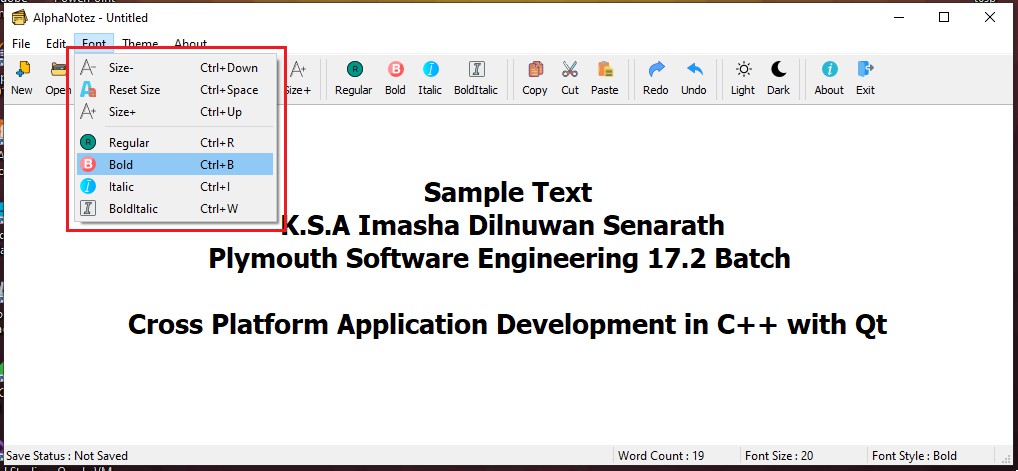 AlphaNotez - Untitled
File Edit Font Theme About
New Open Size+ Regular Bold Italic BoldItalic Copy Cut Paste Redo Undo Light Dark About Exit
Size- Ctrl+Down
Reset Size Ctrl+Space
Size+ Ctrl+Up
Regular Ctrl+R
Bold Ctrl+B
Italic Ctrl+I
BoldItalic Ctrl+W
Sample Text
K.S.A Imasha Dilnuwan Senarath
Plymouth Software Engineering 17.2 Batch
Cross Platform Application Development in C++ with Qt
Save Status : Not Saved Word Count : 19 Font Size : 20 Font Style : Bold